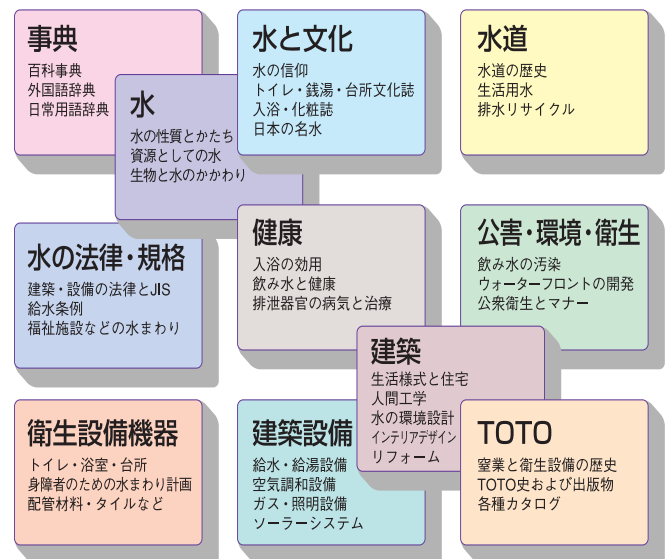 事典
百科事典
外国語辞典
日常用語辞典
水
水の性質とかたち
資源としての水
生物と水のかかわり
水と文化
水の信仰
トイレ・銭湯・台所文化誌
入浴・化粧誌
日本の名水
水道
水道の歴史
生活用水
排水リサイクル
水の法律・規格
建築・設備の法律とJIS
給水条例
福祉施設などの水まわり
健康
入浴の効用
飲み水と健康
排泄器官の病気と治療
公害・環境・衛生
飲み水の汚染
ウォーターフロントの開発
公衆衛生とマナー
建築
生活様式と住宅
人間工学
水の環境設計
インテリアデザイン
リフォーム
衛生設備機器
トイレ・浴室・台所
身障者のための水まわり計画
配管材料・タイルなど
建築設備
給水・給湯設備
空気調和設備
ガス・照明設備
ソーラーシステム
TOTO
窒業と衛生設備の歴史
TOTO史および出版物
各種カタログ